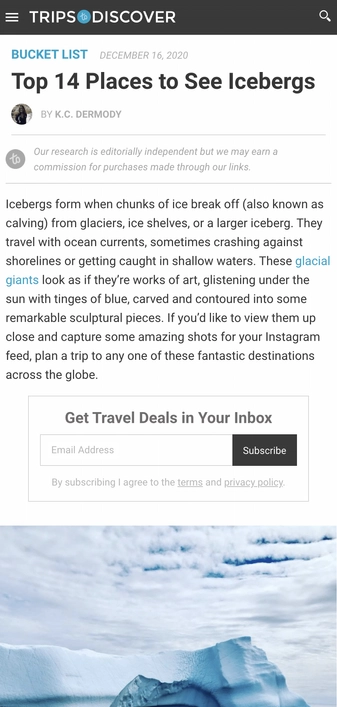 TRIPS DISCOVER
BUCKET LIST DECEMBER 16, 2020
Top 14 Places to See Icebergs
BY K.C. DERMODY
Our research is editorially independent but we may earn a
commission for purchases made through our links.
Icebergs form when chunks of ice break off (also known as
calving) from glaciers, ice shelves, or a larger iceberg. They
travel with ocean currents, sometimes crashing against
shorelines or getting caught in shallow waters. These glacial
giants look as if they’re works of art, glistening under the
sun with tinges of blue, carved and contoured into some
remarkable sculptural pieces. If you’d like to view them up
close and capture some amazing shots for your Instagram
feed, plan a trip to any one of these fantastic destinations
across the globe.
Get Travel Deals in Your Inbox
Email Address Subscribe
By subscribing I agree to the terms and privacy policy.